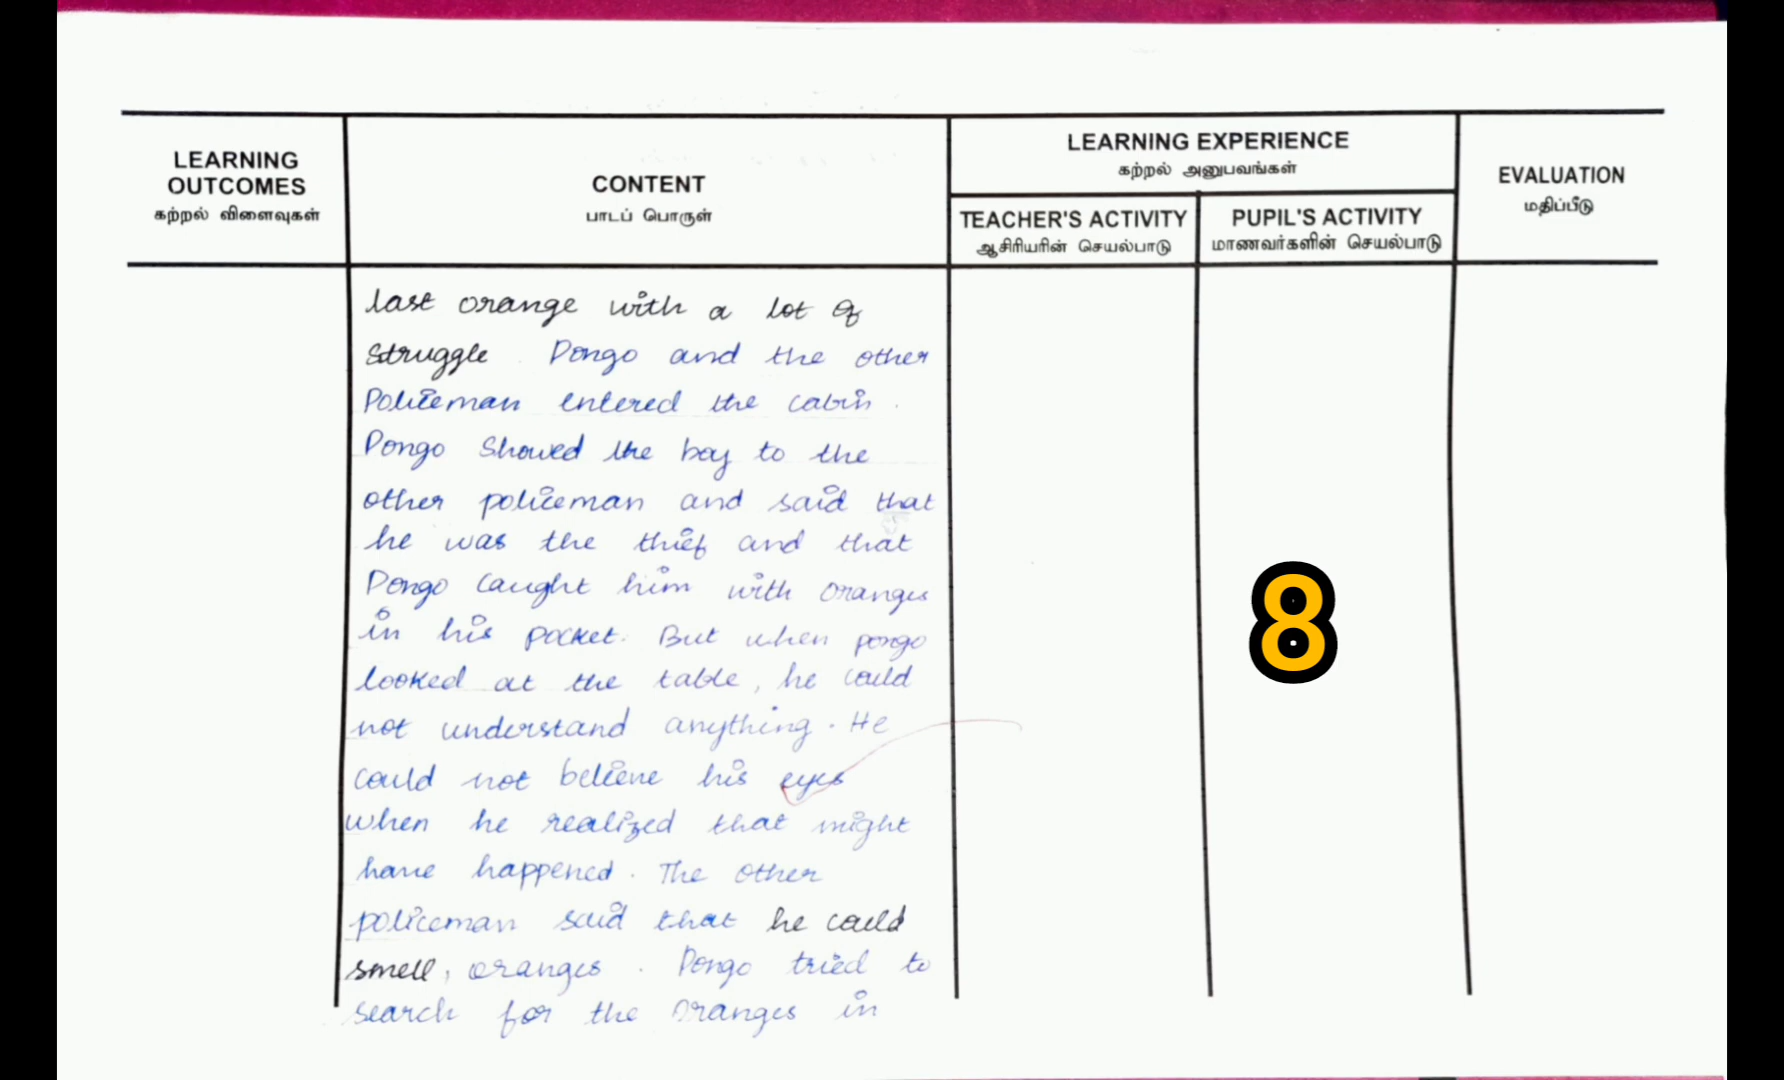 LEARNING OUTCOMES
கற்றல் விளைவுகள்
CONTENT
பாடப் பொருள்
LEARNING EXPERIENCE
கற்றல் அனுபவங்கள்
TEACHER'S ACTIVITY
ஆசிரியரின் செயல்பாடு
PUPIL'S ACTIVITY
மாணவர்களின் செயல்பாடு
EVALUATION
மதிப்பீடு
last orange with a lot of
struggle. Pongo and the other
Policeman entered the cabin.
Pongo showed the boy to the
other policeman and said that
he was the thief and that
Pongo caught him with oranges
in his pocket. But when pongo
looked at the table, he could
not understand anything. He
could not believe his eyes
when he realized that might
have happened. The other
policeman said that he could
smell, oranges. Pongo tried to
search for the oranges in
8